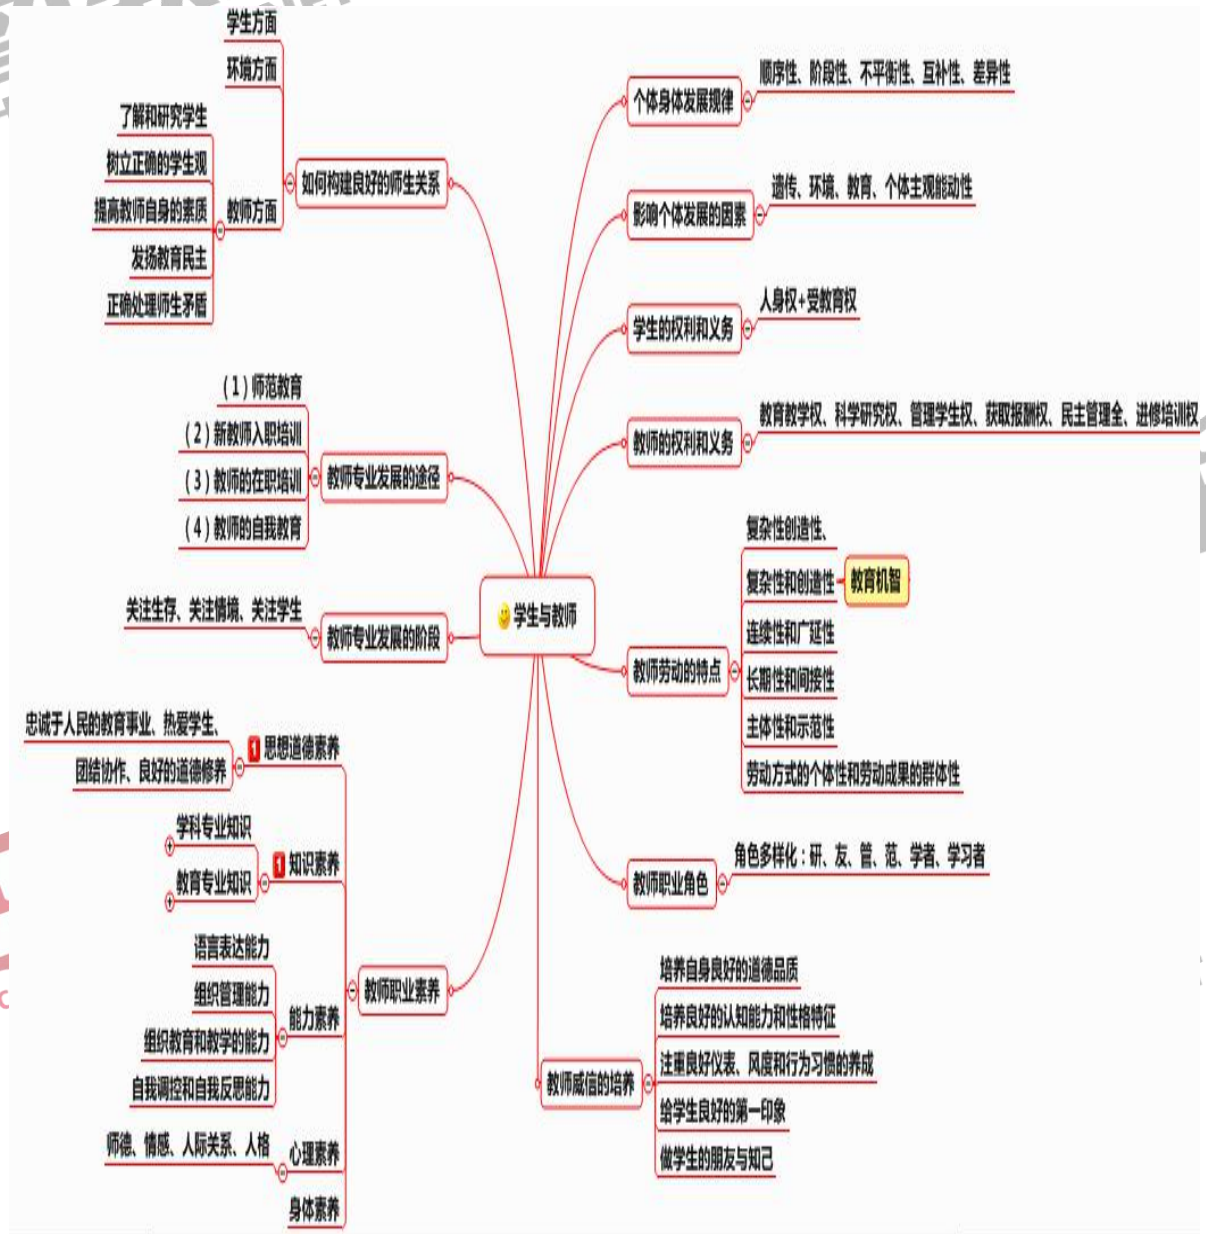 学生与教师
个体身体发展规律
顺序性、阶段性、不平衡性、互补性、差异性
影响个体发展的因素
遗传、环境、教育、个体主观能动性
学生的权利和义务
人身权+受教育权
教师的权利和义务
教育教学权、科学研究权、管理学生权、获取报酬权、民主管理全、进修培训权
教师劳动的特点
复杂性创造性、
复杂性和创造性
教育机智
连续性和广延性
长期性和间接性
主体性和示范性
劳动方式的个体性和劳动成果的群体性
教师职业角色
角色多样化：研、友、管、范、学者、学习者
教师威信的培养
培养自身良好的道德品质
培养良好的认知能力和性格特征
注重良好仪表、风度和行为习惯的养成
给学生良好的第一印象
做学生的朋友与知己
如何构建良好的师生关系
学生方面
环境方面
教师方面
了解和研究学生
树立正确的学生观
提高教师自身的素质
发扬教育民主
正确处理师生矛盾
教师专业发展的途径
（1）师范教育
（2）新教师入职培训
（3）教师的在职培训
（4）教师的自我教育
教师专业发展的阶段
关注生存、关注情境、关注学生
教师职业素养
1 思想道德素养
忠诚于人民的教育事业、热爱学生、
团结协作、良好的道德修养
1 知识素养
学科专业知识
教育专业知识
能力素养
语言表达能力
组织管理能力
组织教育和教学的能力
自我调控和自我反思能力
心理素养
师德、情感、人际关系、人格
身体素养